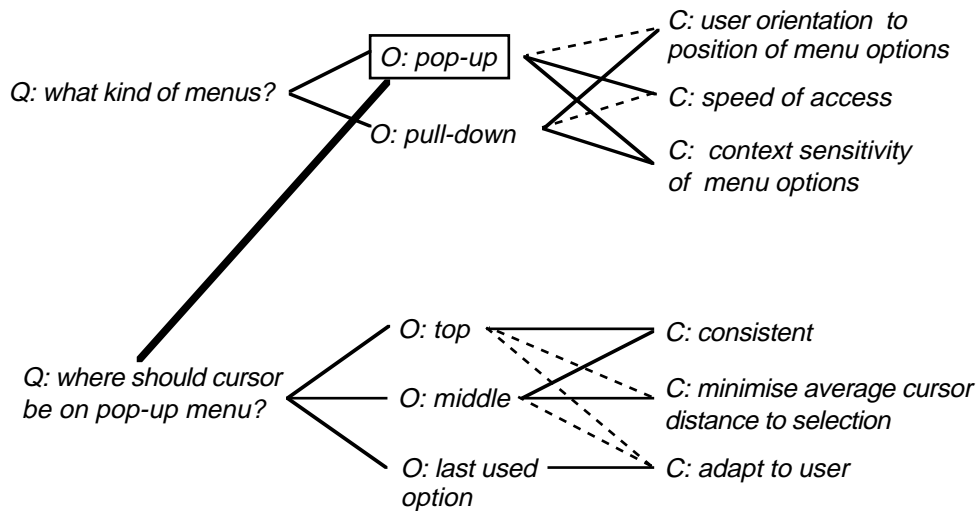 Q: what kind of menus?
O: pop-up
O: pull-down
C: user orientation to
position of menu options
C: speed of access
C: context sensitivity
of menu options
Q: where should cursor
be on pop-up menu?
O: top
O: middle
O: last used
option
C: consistent
C: minimise average cursor
distance to selection
C: adapt to user